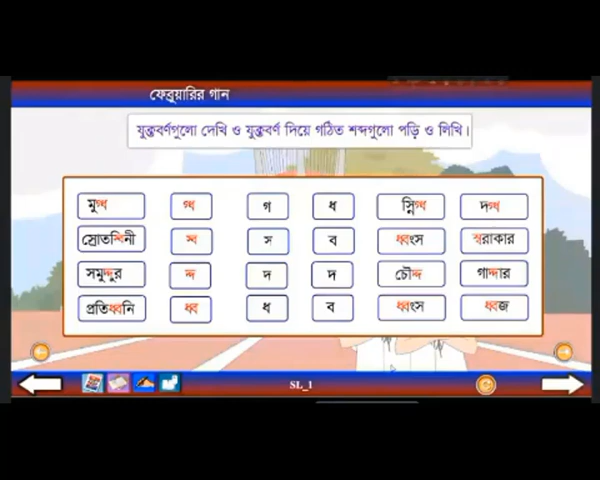 ফেব্রুয়ারির গান
যুক্তবর্ণগুলো দেখি ও যুক্তবর্ণ দিয়ে গঠিত শব্দগুলো পড়ি ও লিখি।
মুগ্ধ গ্ধ গ ধ স্নিগ্ধ দগ্ধ
স্রোতস্বিনী স্ব স ব ধ্বংস স্বরাকার
সমুদ্দুর দ্দ দ দ চৌদ্দ গাদ্দার
প্রতিধ্বনি ধ্ব ধ ব ধ্বংস ধ্বজ
SL_1